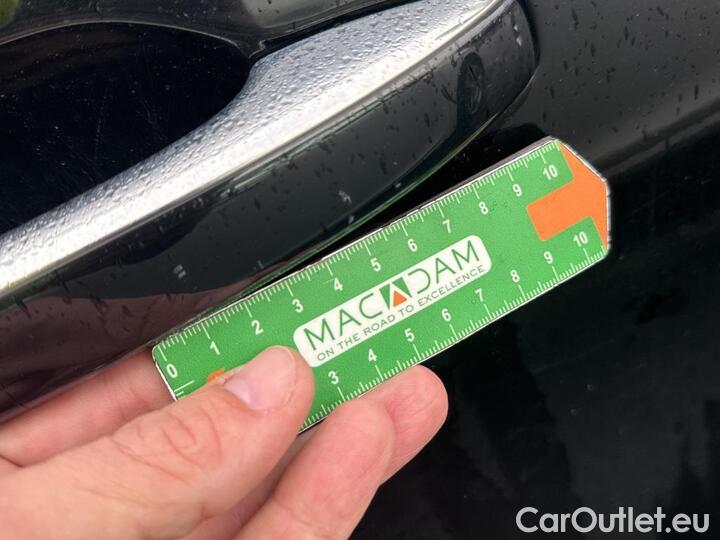 0 1 2 3 4 5 6 7 8 9 10
MACADAM
ON THE ROAD TO EXCELLENCE
3 4 5 6 7 8 9 10
CarOutlet.eu